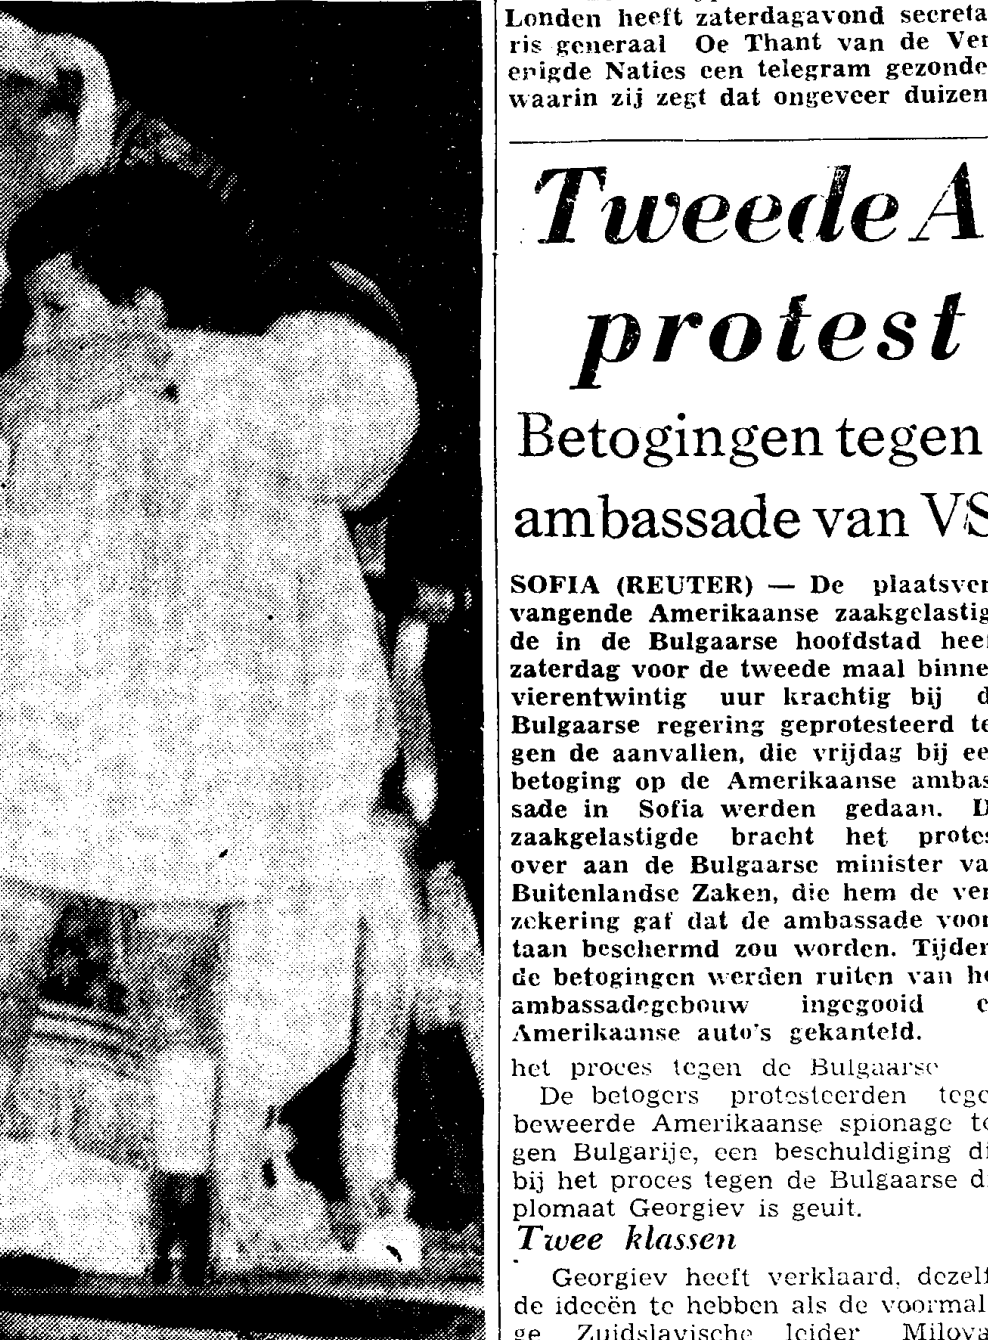 Londen heeft zaterdagavond secreta
ris generaal Oe Thant van de Ver
enigde Naties een telegram gezonde
waarin zij zegt dat ongeveer duizen
Tweede A
protest
Betogingen tegen
ambassade van VS
SOFIA (REUTER) — De plaatsver
vangende Amerikaanse zaakgelastig
de in de Bulgaarse hoofdstad heef
zaterdag voor de tweede maal binne
vierentwintig uur krachtig bij d
Bulgaarse regering geprotesteerd te
gen de aanvallen, die vrijdag bij ee
betoging op de Amerikaanse ambas
sade in Sofia werden gedaan. D
zaakgelastigde bracht het protes
over aan de Bulgaarse minister va
Buitenlandse Zaken, die hem de ver
zekering gaf dat de ambassade voor
taan beschermd zou worden. Tijden
de betogingen werden ruiten van he
ambassadegebouw ingegooid e
Amerikaanse auto's gekanteld.
het proces tegen de Bulgaarse
De betogers protesteerden tege
beweerde Amerikaanse spionage te
gen Bulgarije, een beschuldiging di
bij het proces tegen de Bulgaarse di
plomaat Georgiev is geuit.
Twee klassen
Georgiev heeft verklaard, dezelf
de ideeën te hebben als de voormal
ge Zuidslavische leider Milova